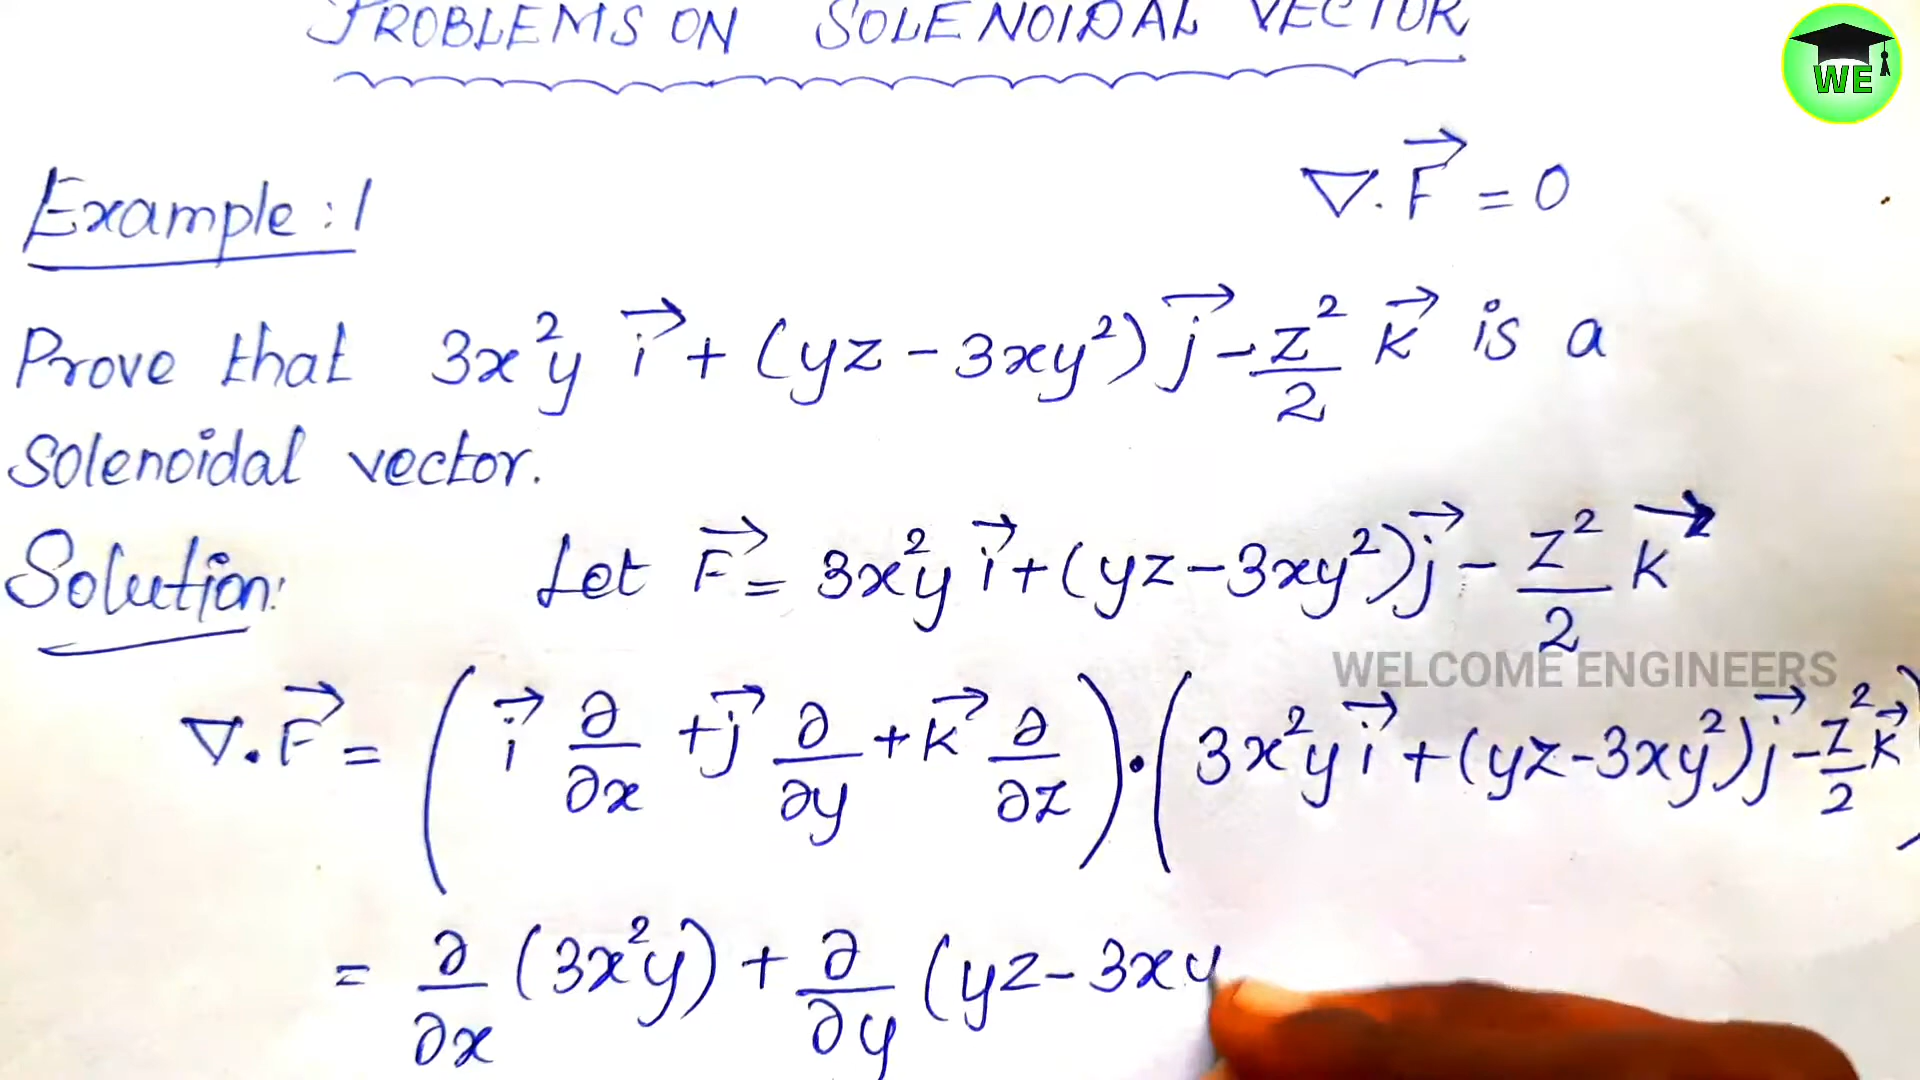 PROBLEMS ON SOLENOIDAL VECTOR
WE
Example:1
∇.F⃗ = 0
Prove that 3x²y i⃗ + (yz - 3xy²) j⃗ - z²/2 k⃗ is a
solenoidal vector.
Solution: Let F⃗ = 3x²y i⃗ + (yz - 3xy²) j⃗ - z²/2 k⃗
WELCOME ENGINEERS
∇.F⃗ = (i⃗ ∂/∂x + j⃗ ∂/∂y + k⃗ ∂/∂z) . (3x²y i⃗ + (yz - 3xy²) j⃗ - z²/2 k⃗)
= ∂/∂x (3x²y) + ∂/∂y (yz - 3xy